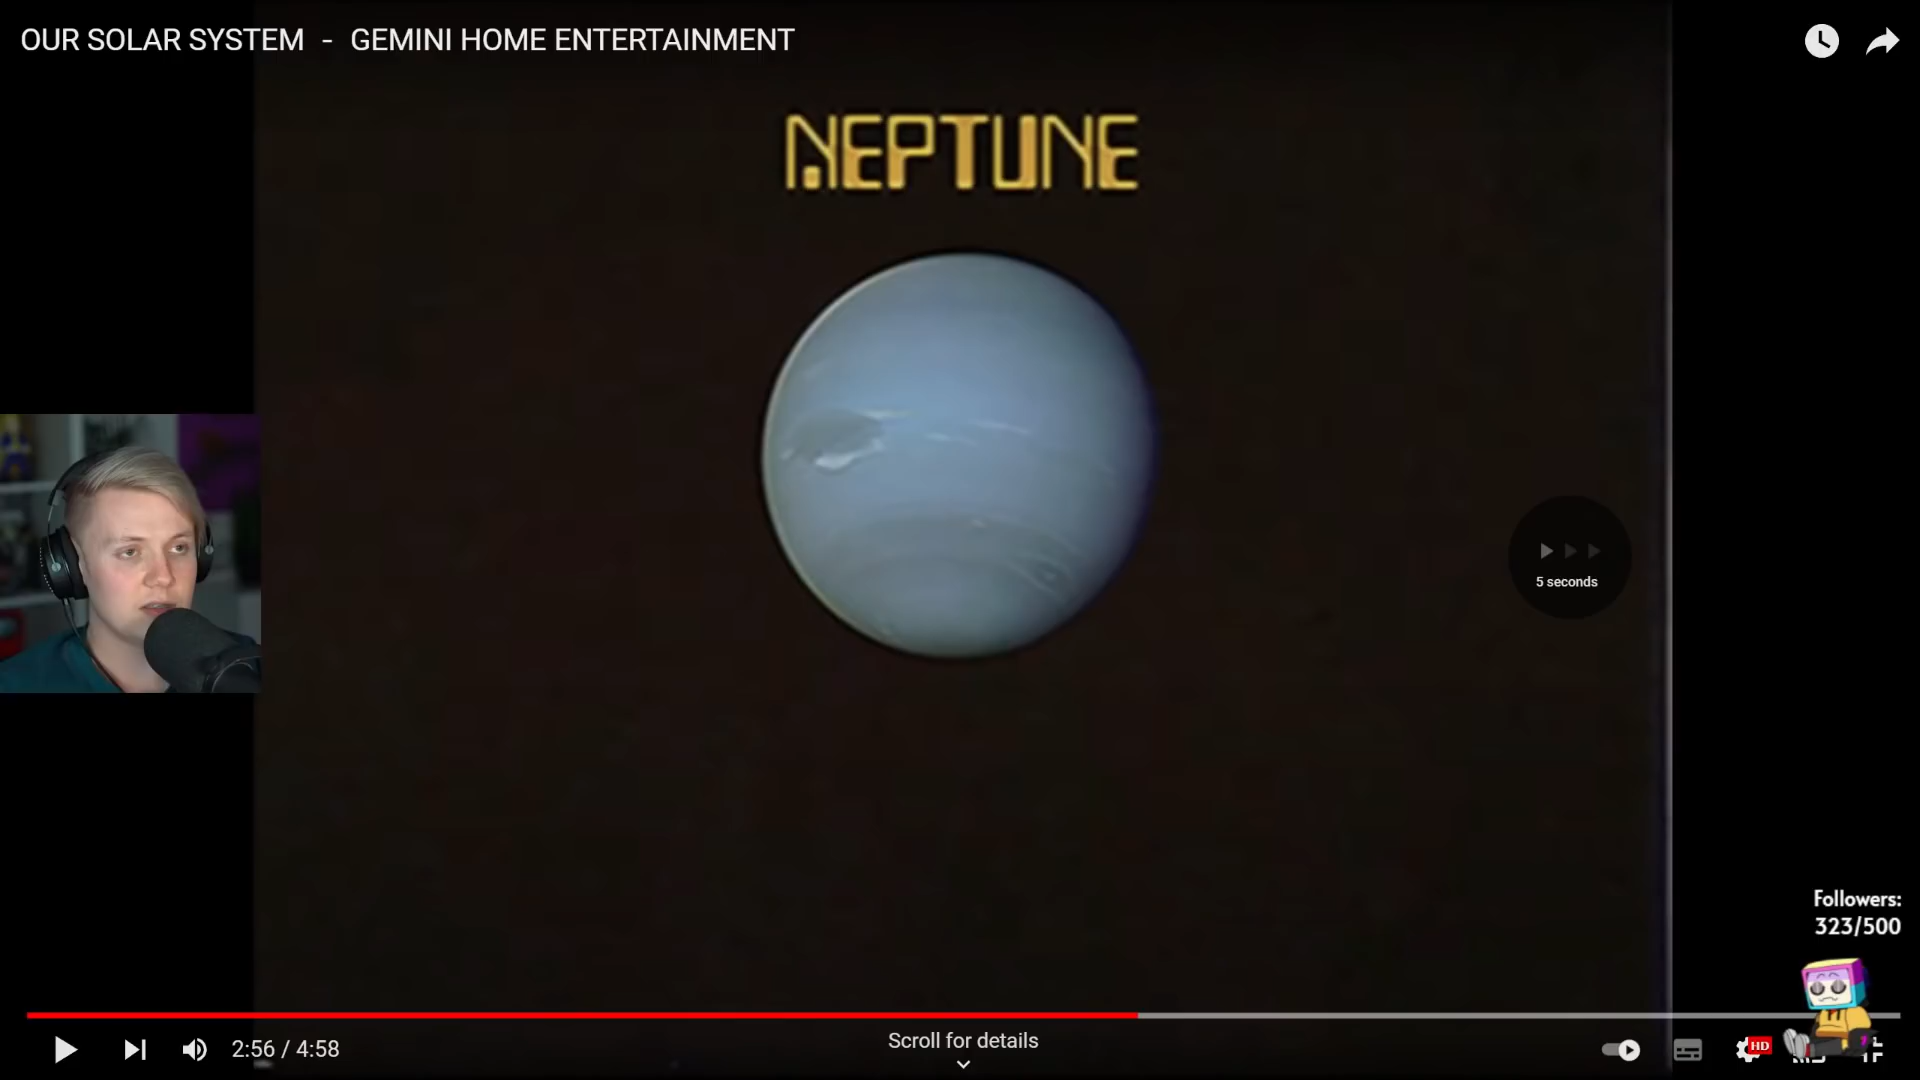 OUR SOLAR SYSTEM - GEMINI HOME ENTERTAINMENT
NEPTUNE
5 seconds
Followers:
323/500
Scroll for details
2:56 / 4:58
HD